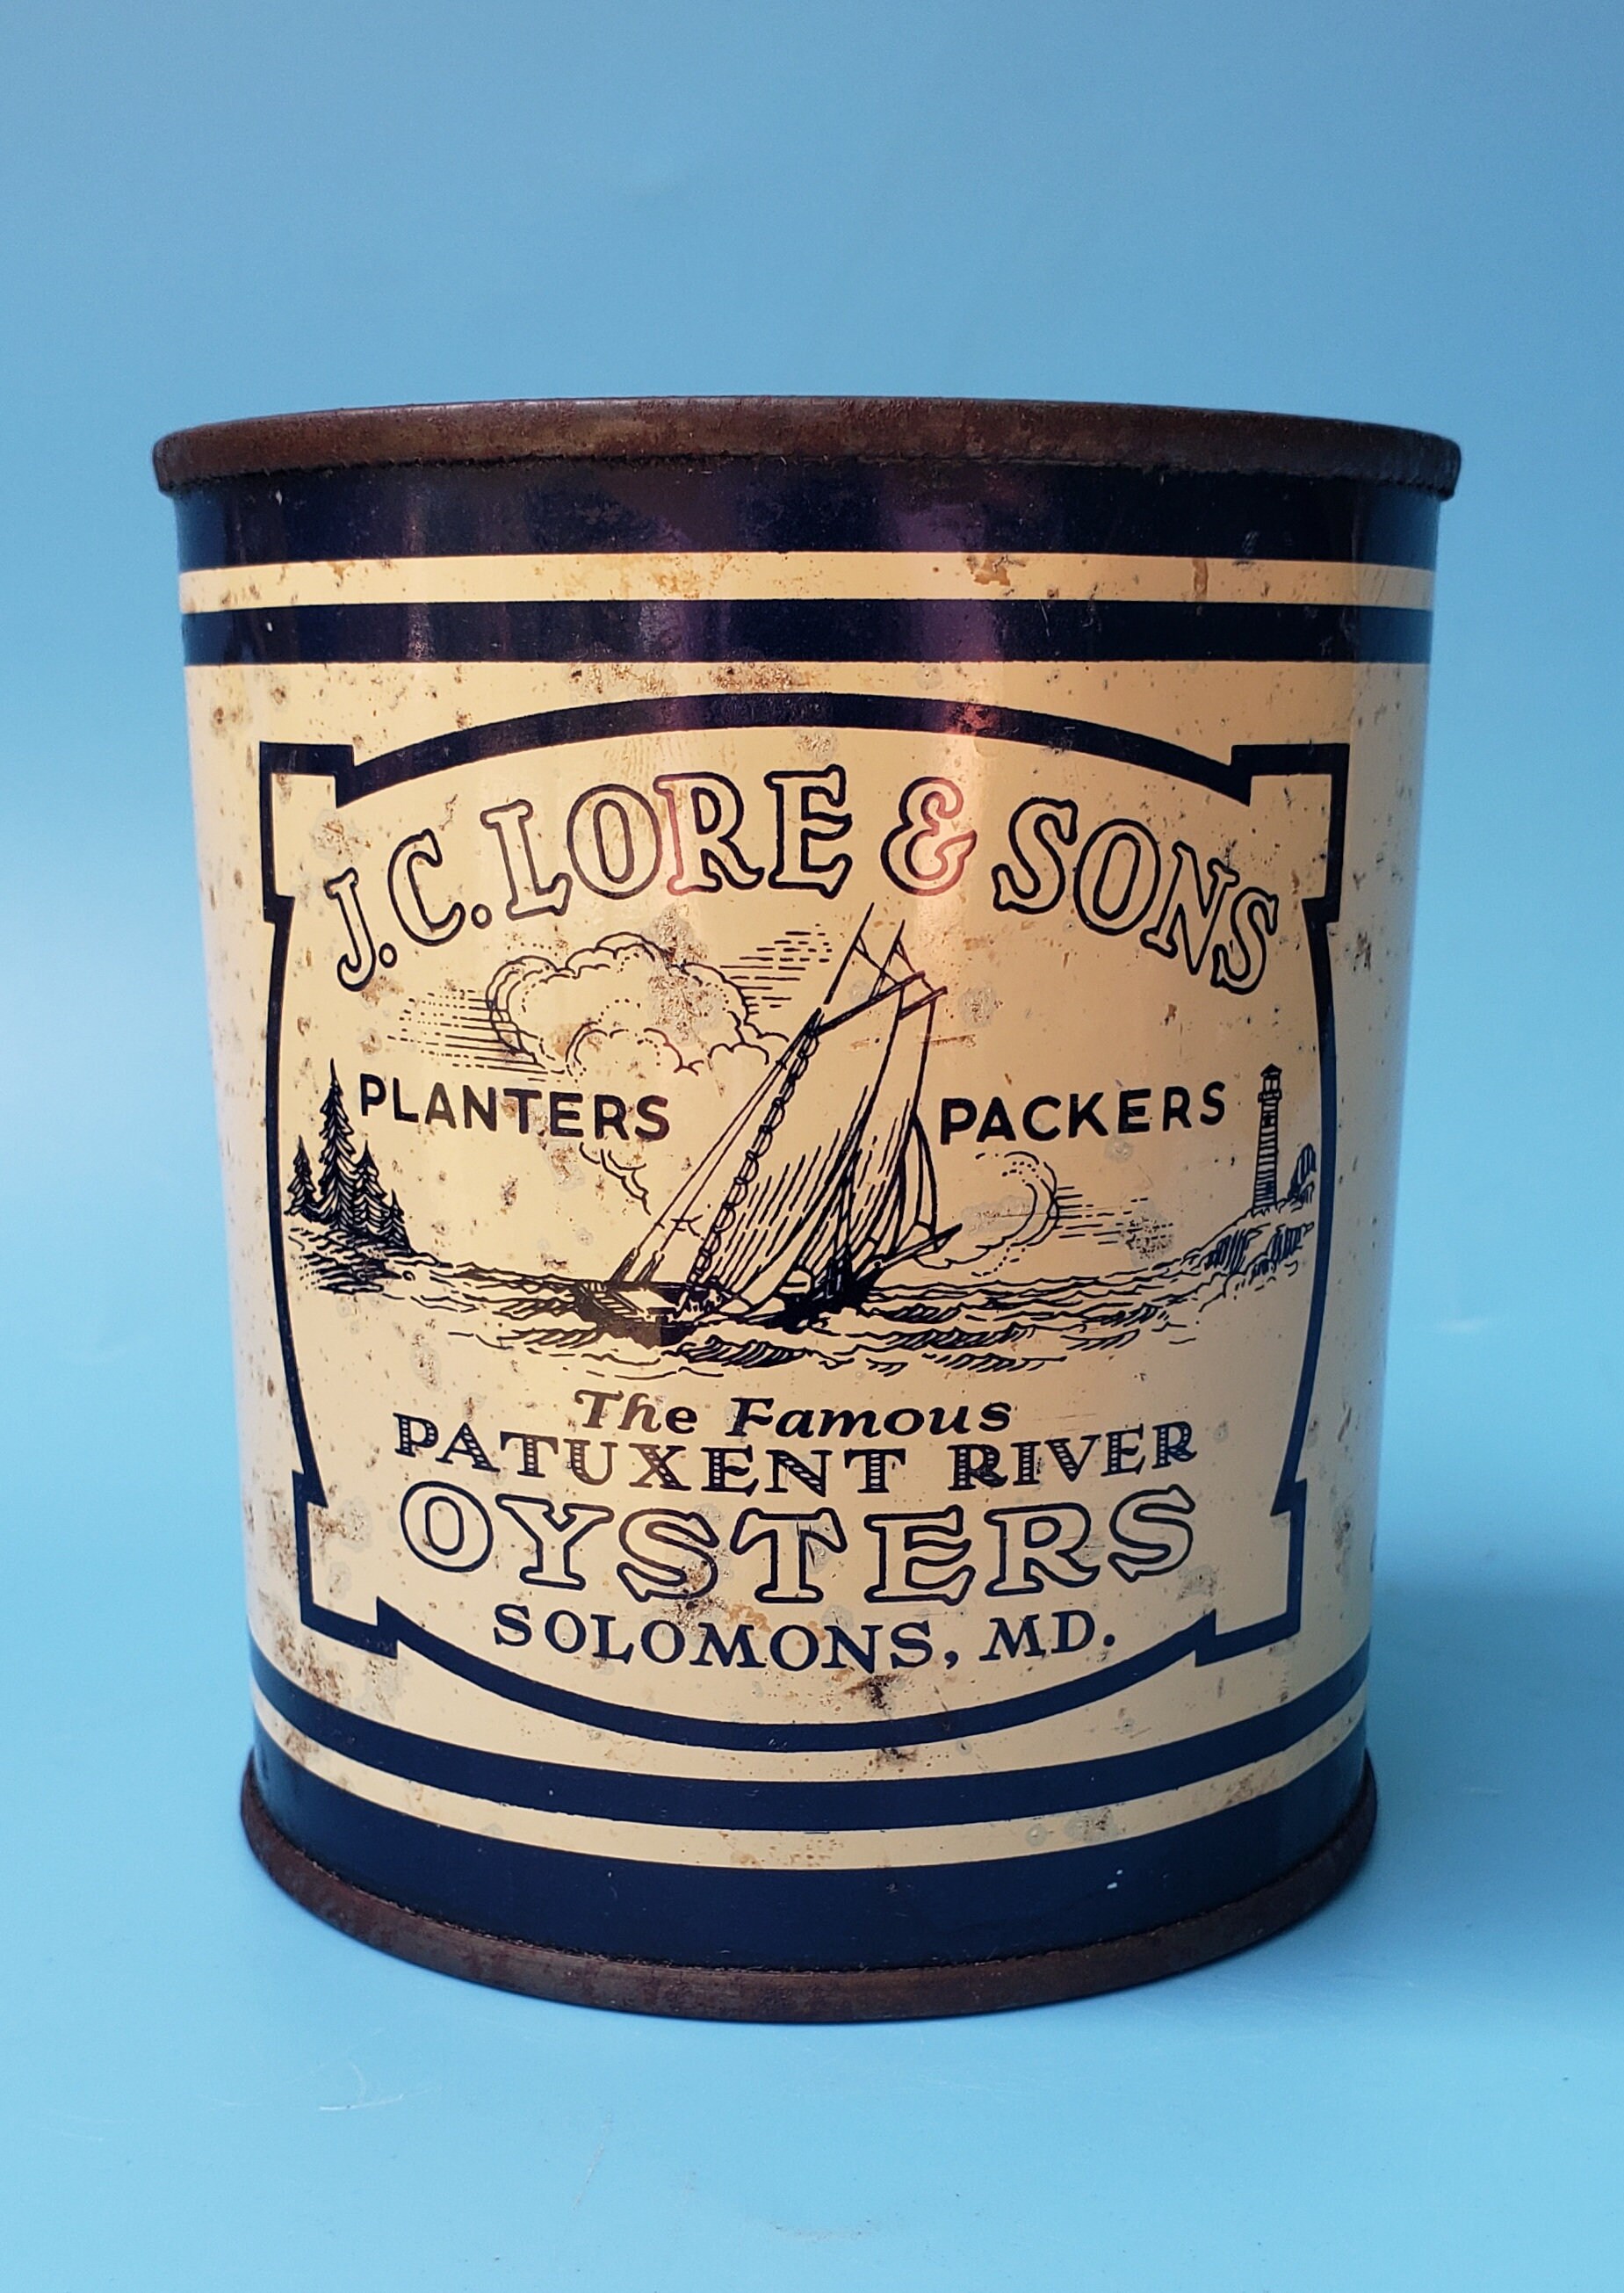 J.C. LORE & SONS
PLANTERS PACKERS
The Famous
PATUXENT RIVER
OYSTERS
SOLOMONS, MD.